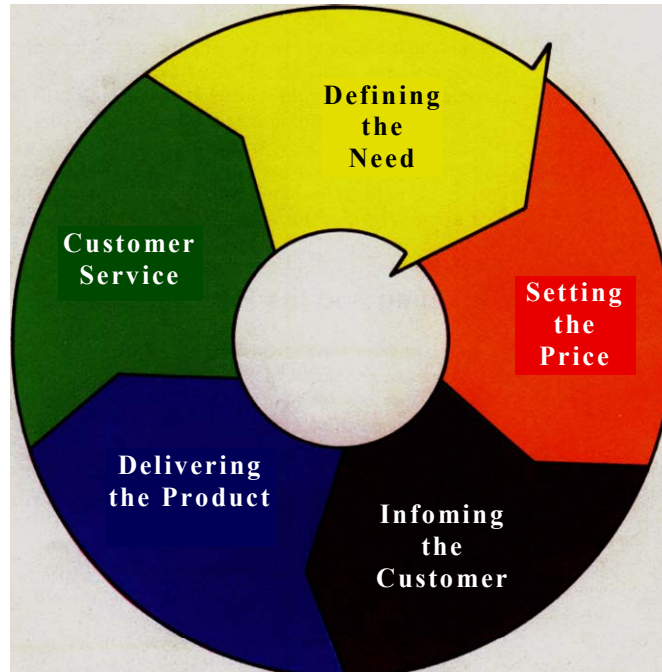 Defining
the
Need
Setting
the
Price
Infoming
the
Customer
Delivering
the Product
Customer
Service